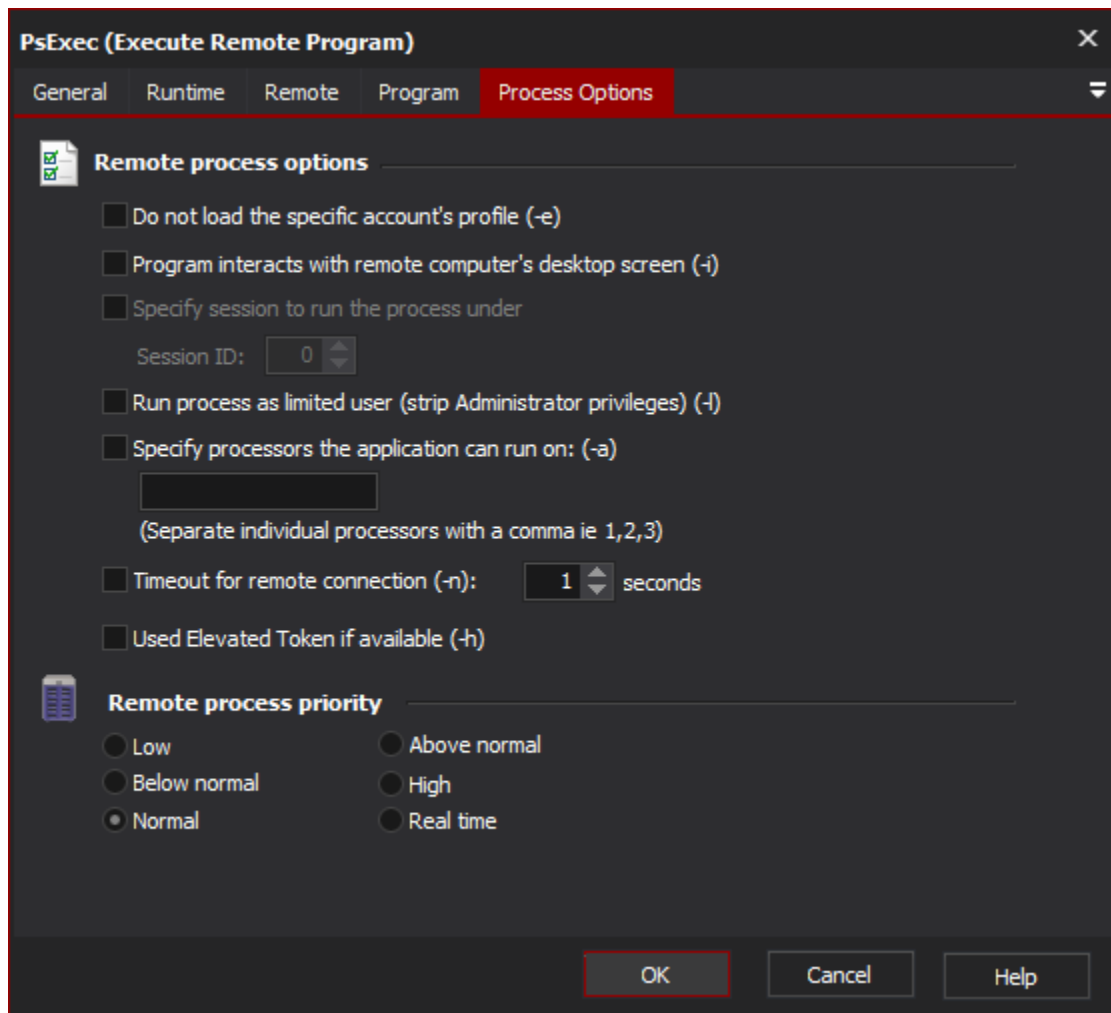 PsExec (Execute Remote Program)
General Runtime Remote Program Process Options
Remote process options
Do not load the specific account's profile (-e)
Program interacts with remote computer's desktop screen (-i)
Specify session to run the process under
Session ID: 0
Run process as limited user (strip Administrator privileges) (-l)
Specify processors the application can run on: (-a)
(Separate individual processors with a comma ie 1,2,3)
Timeout for remote connection (-n): 1 seconds
Used Elevated Token if available (-h)
Remote process priority
Low Above normal
Below normal High
Normal Real time
OK Cancel Help